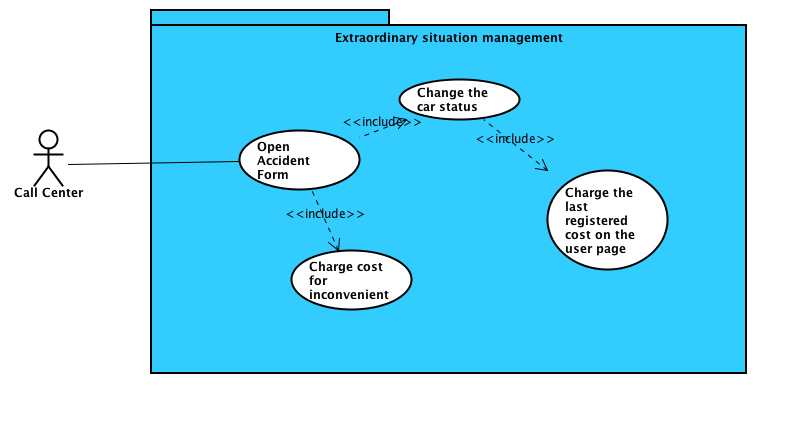 Extraordinary situation management
Change the
car status
<<include>>
<<include>>
Open
Accident
Form
Call Center
Charge the
last
registered
cost on the
user page
<<include>>
Charge cost
for
inconvenient